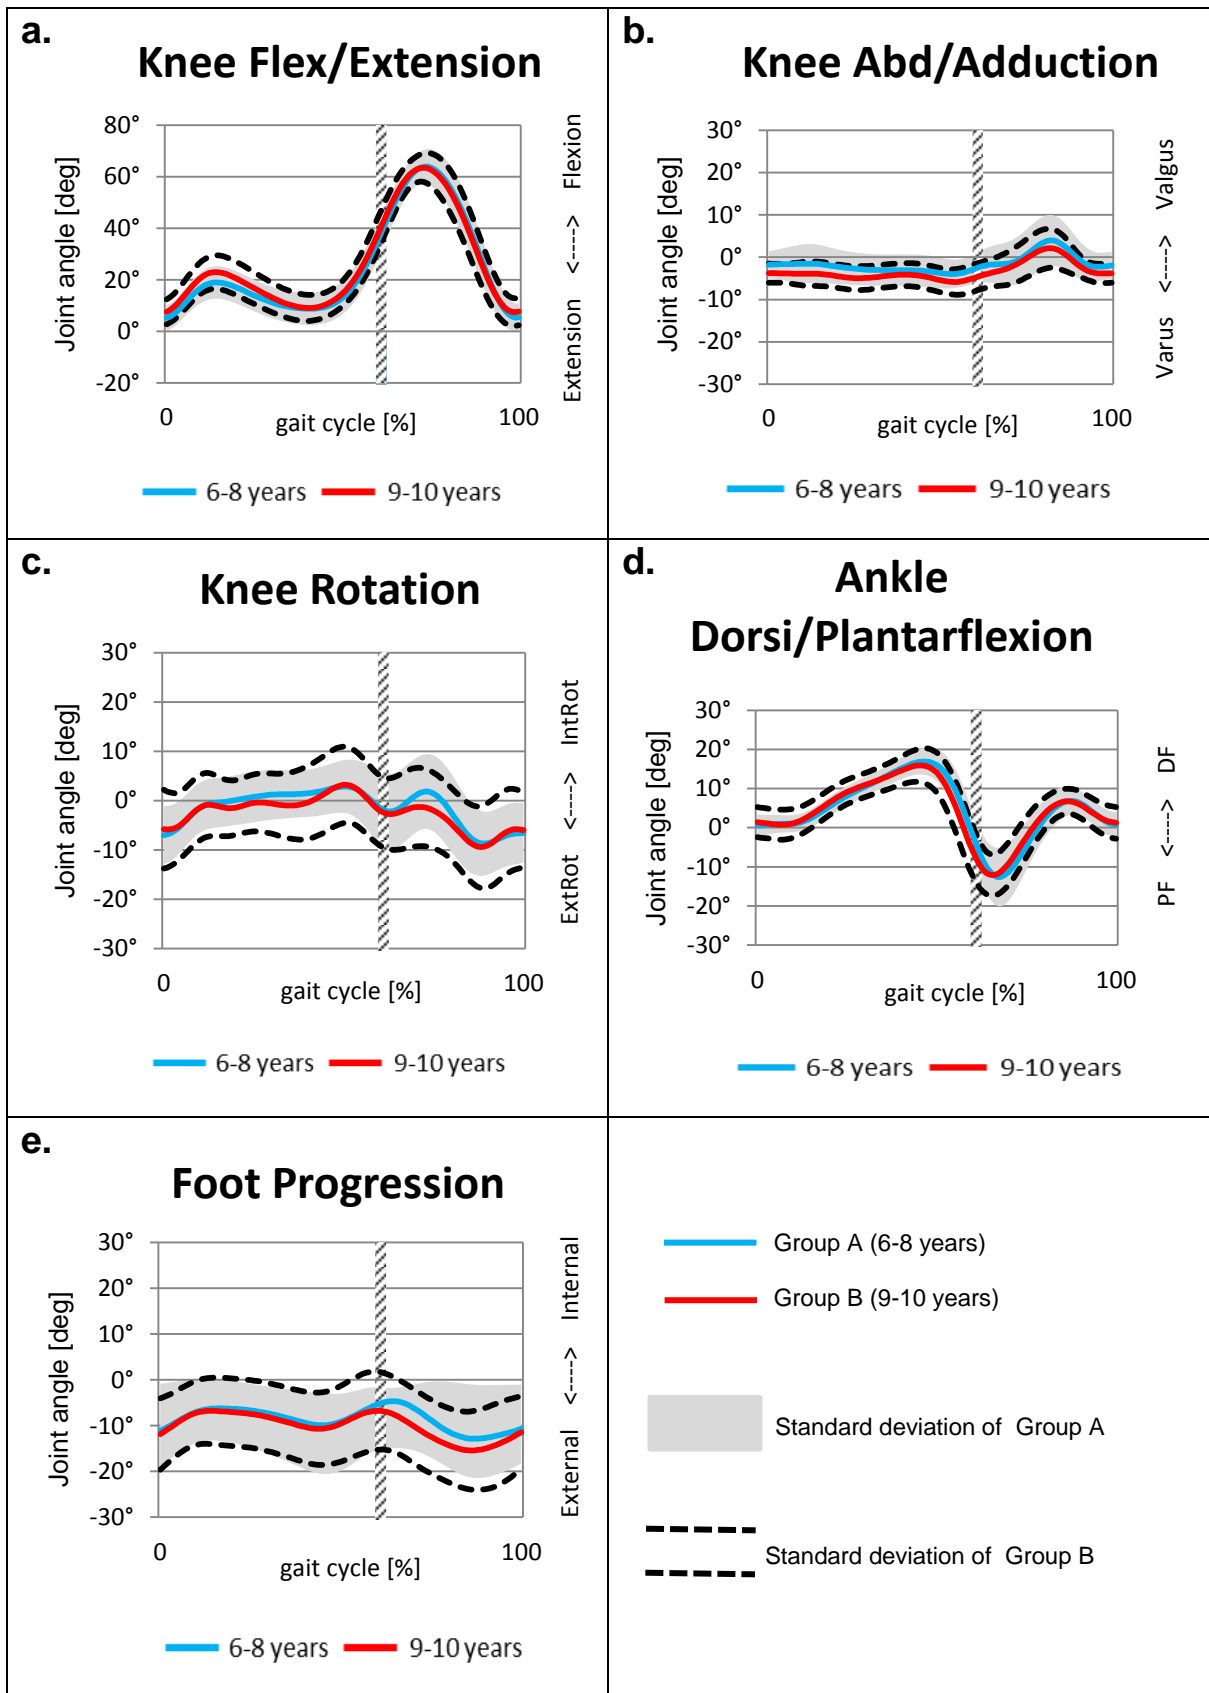 a.
Knee Flex/Extension
80°
60°
40°
20°
0°
-20°
Joint angle [deg]
Extension <----> Flexion
0
gait cycle [%]
100
6-8 years
9-10 years
b.
Knee Abd/Adduction
30°
20°
10°
0°
-10°
-20°
-30°
Joint angle [deg]
Varus <----> Valgus
0
gait cycle [%]
100
6-8 years
9-10 years
c.
Knee Rotation
30°
20°
10°
0°
-10°
-20°
-30°
Joint angle [deg]
ExtRot <----> IntRot
0
gait cycle [%]
100
6-8 years
9-10 years
d.
Ankle
Dorsi/Plantarflexion
30°
20°
10°
0°
-10°
-20°
-30°
Joint angle [deg]
PF <----> DF
0
gait cycle [%]
100
6-8 years
9-10 years
e.
Foot Progression
30°
20°
10°
0°
-10°
-20°
-30°
Joint angle [deg]
External <----> Internal
0
gait cycle [%]
100
6-8 years
9-10 years
Group A (6-8 years)
Group B (9-10 years)
Standard deviation of Group A
Standard deviation of Group B